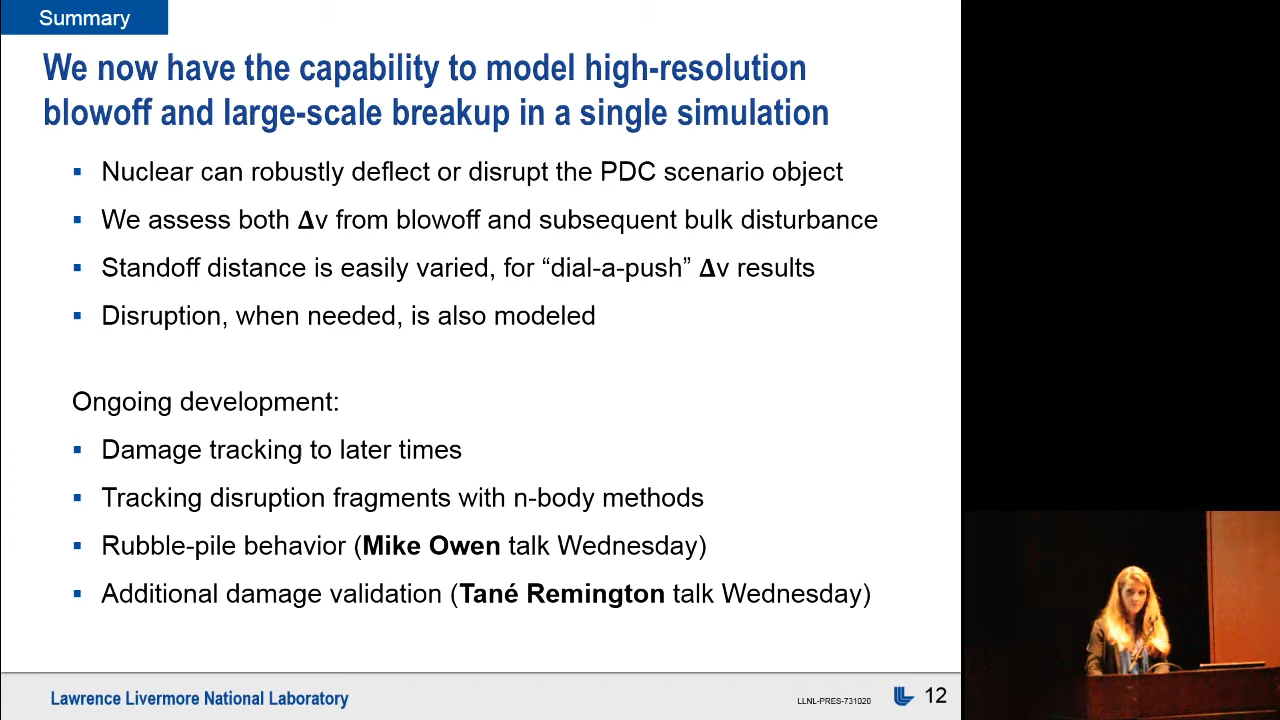 Summary
We now have the capability to model high-resolution
blowoff and large-scale breakup in a single simulation
▪ Nuclear can robustly deflect or disrupt the PDC scenario object
▪ We assess both Δv from blowoff and subsequent bulk disturbance
▪ Standoff distance is easily varied, for “dial-a-push” Δv results
▪ Disruption, when needed, is also modeled
Ongoing development:
▪ Damage tracking to later times
▪ Tracking disruption fragments with n-body methods
▪ Rubble-pile behavior (Mike Owen talk Wednesday)
▪ Additional damage validation (Tané Remington talk Wednesday)
Lawrence Livermore National Laboratory
LLNL-PRES-731020
12